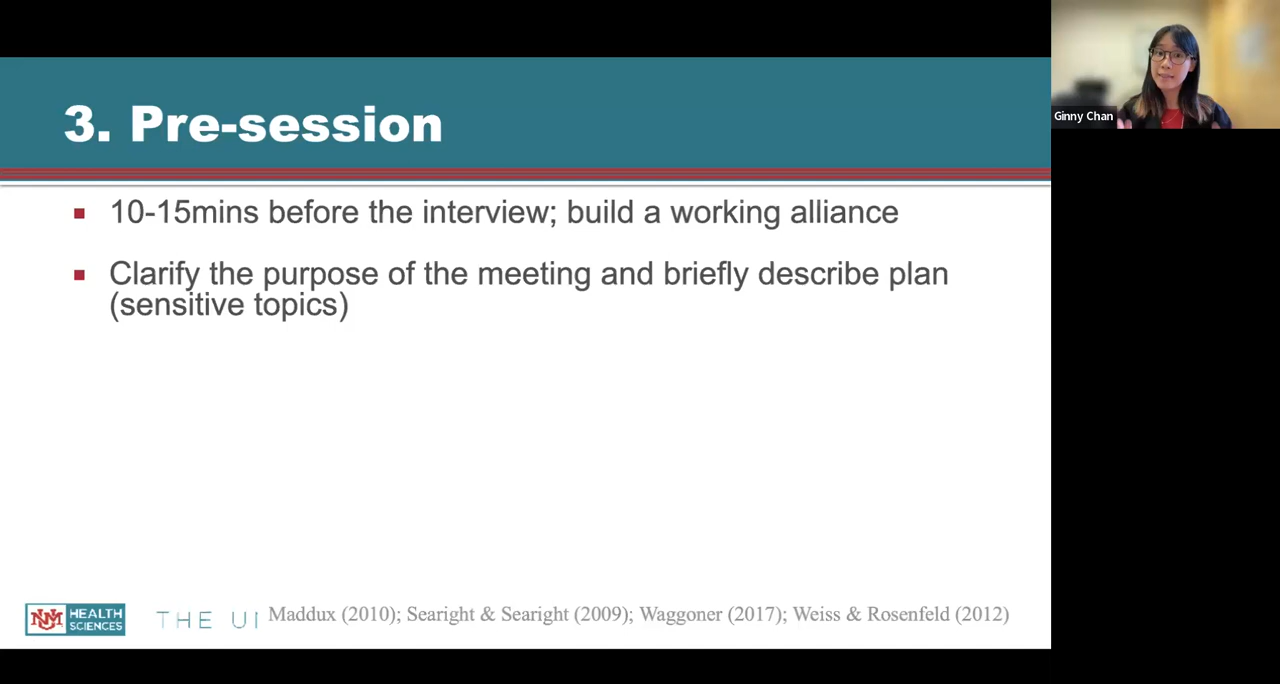 3. Pre-session
10-15mins before the interview; build a working alliance
Clarify the purpose of the meeting and briefly describe plan
(sensitive topics)
Ginny Chan
UNM HEALTH
SCIENCES
THE UI
Maddux (2010); Searight & Searight (2009); Waggoner (2017); Weiss & Rosenfeld (2012)